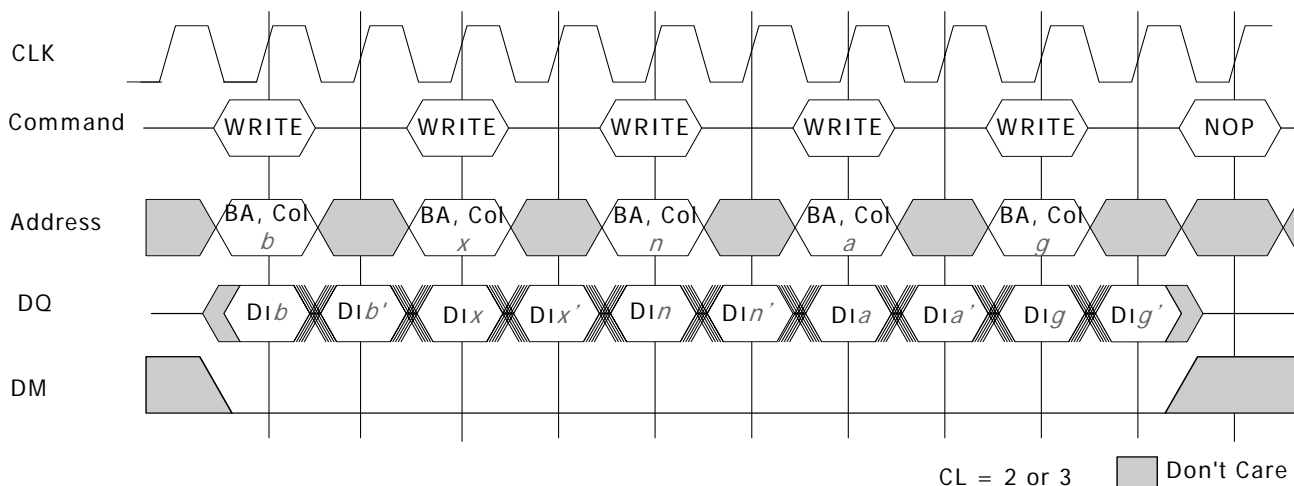 CLK
Command WRITE WRITE WRITE WRITE WRITE NOP
Address BA, Col BA, Col BA, Col BA, Col BA, Col
b x n a g
DQ DIb DIb' DIx DIx’ DIn DIn’ DIa DIa’ DIg DIg’
DM
CL = 2 or 3 Don't Care